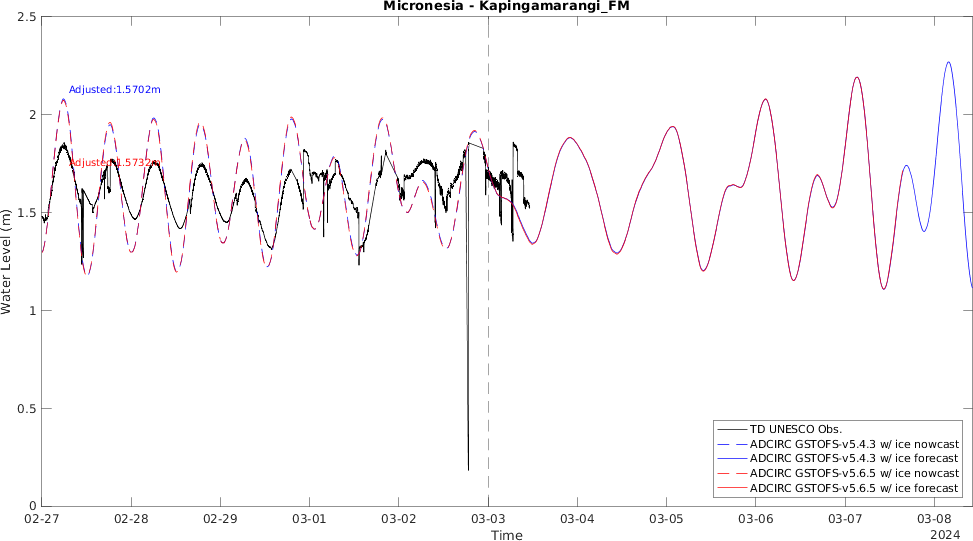 Micronesia - Kapingamarangi_FM
2.5
2
1.5
1
0.5
0
Water Level (m)
Adjusted:1.5702m
Adjusted:1.5732m
TD UNESCO Obs.
ADCIRC GSTOFS-v5.4.3 w/ ice nowcast
ADCIRC GSTOFS-v5.4.3 w/ ice forecast
ADCIRC GSTOFS-v5.6.5 w/ ice nowcast
ADCIRC GSTOFS-v5.6.5 w/ ice forecast
02-27 02-28 02-29 03-01 03-02 03-03 03-04 03-05 03-06 03-07 03-08
Time
2024